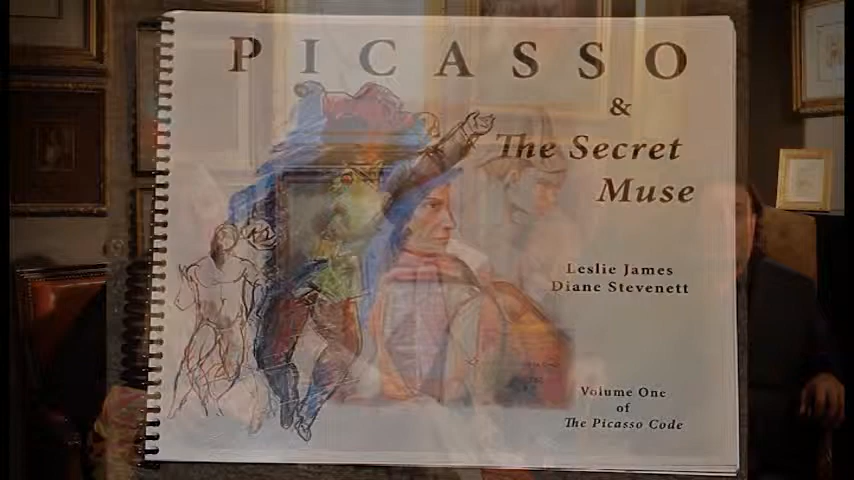 PICASSO
&
The Secret
Muse
Leslie James
Diane Stevenett
Volume One
of
The Picasso Code